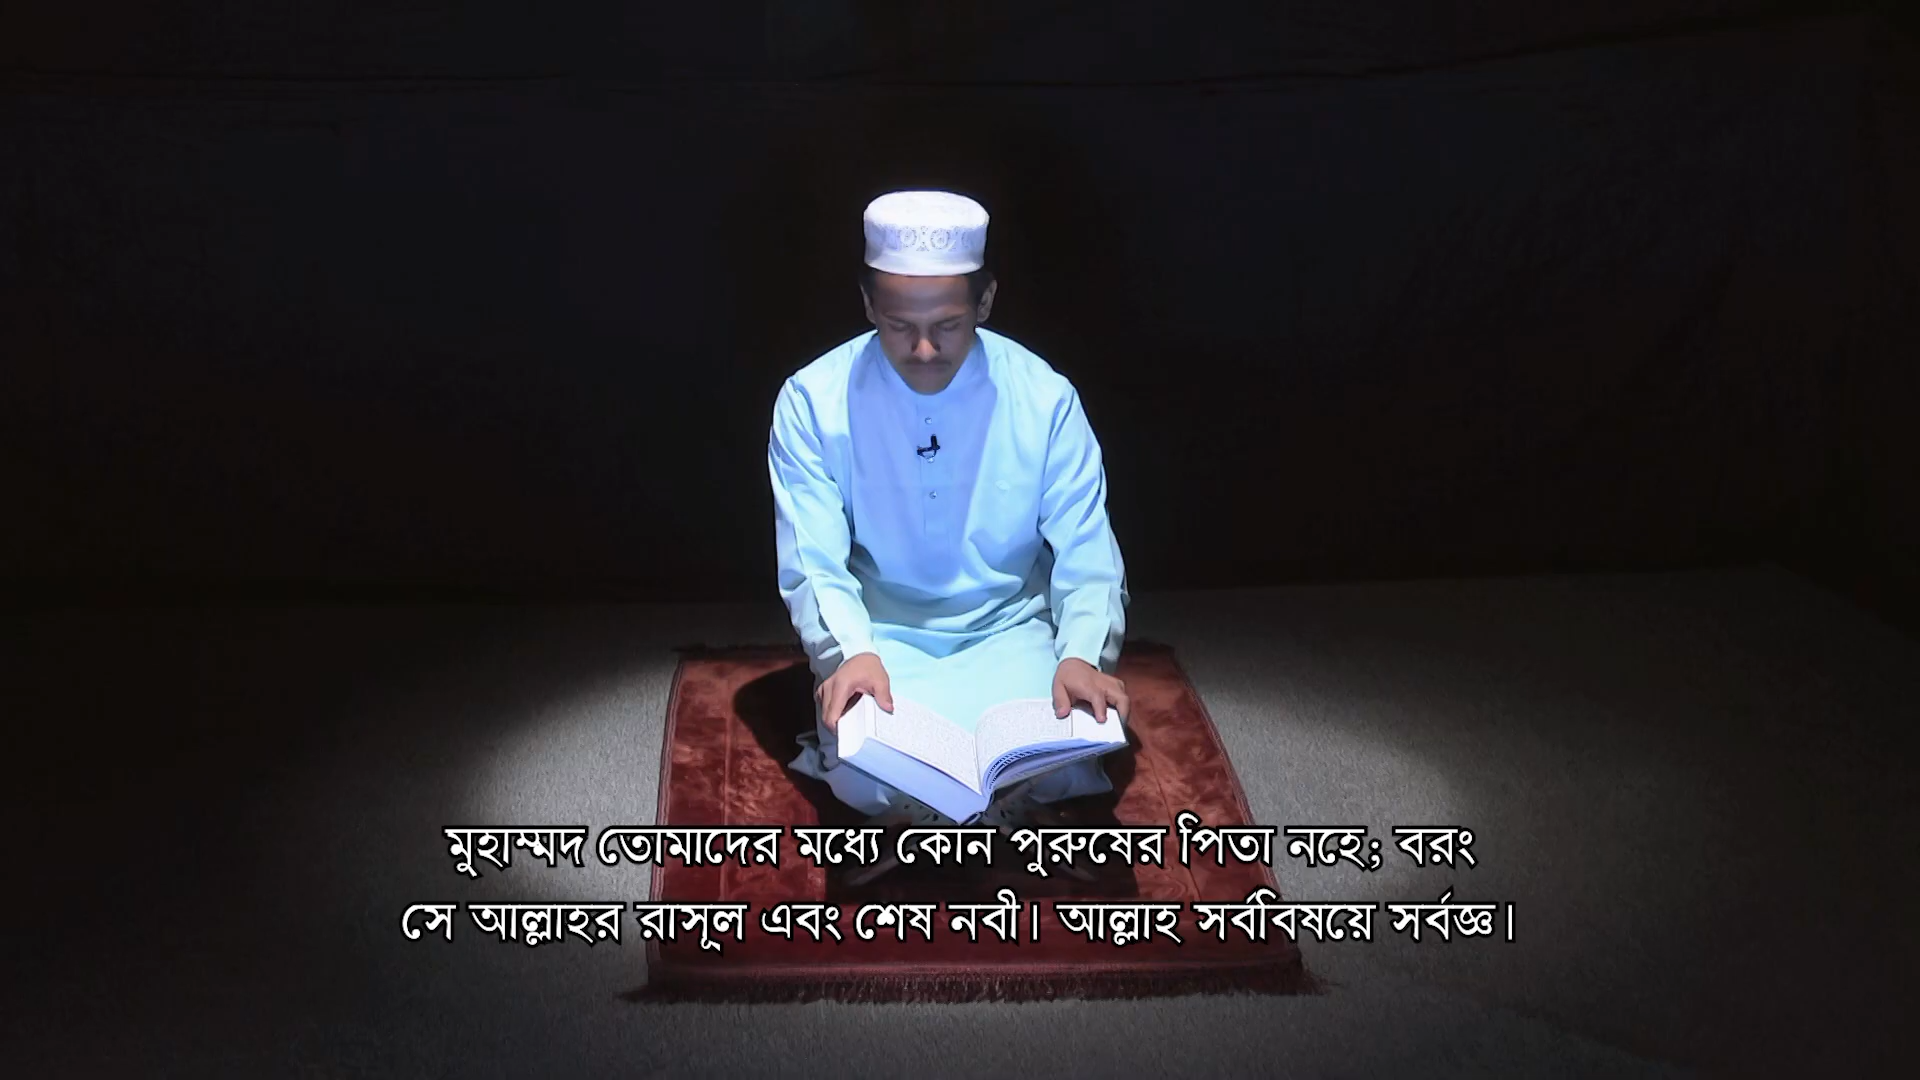 মুহাম্মদ তোমাদের মধ্যে কোন পুরুষের পিতা নহে; বরং
সে আল্লাহর রাসূল এবং শেষ নবী। আল্লাহ সর্ববিষয়ে সর্বজ্ঞ।